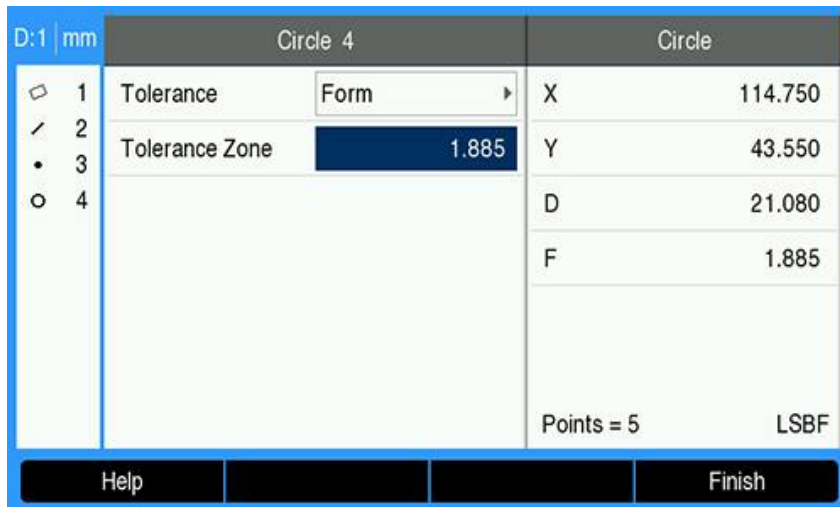 D:1 mm Circle 4 Circle
1
2
3
4
Tolerance Form
Tolerance Zone 1.885
X 114.750
Y 43.550
D 21.080
F 1.885
Points = 5 LSBF
Help Finish